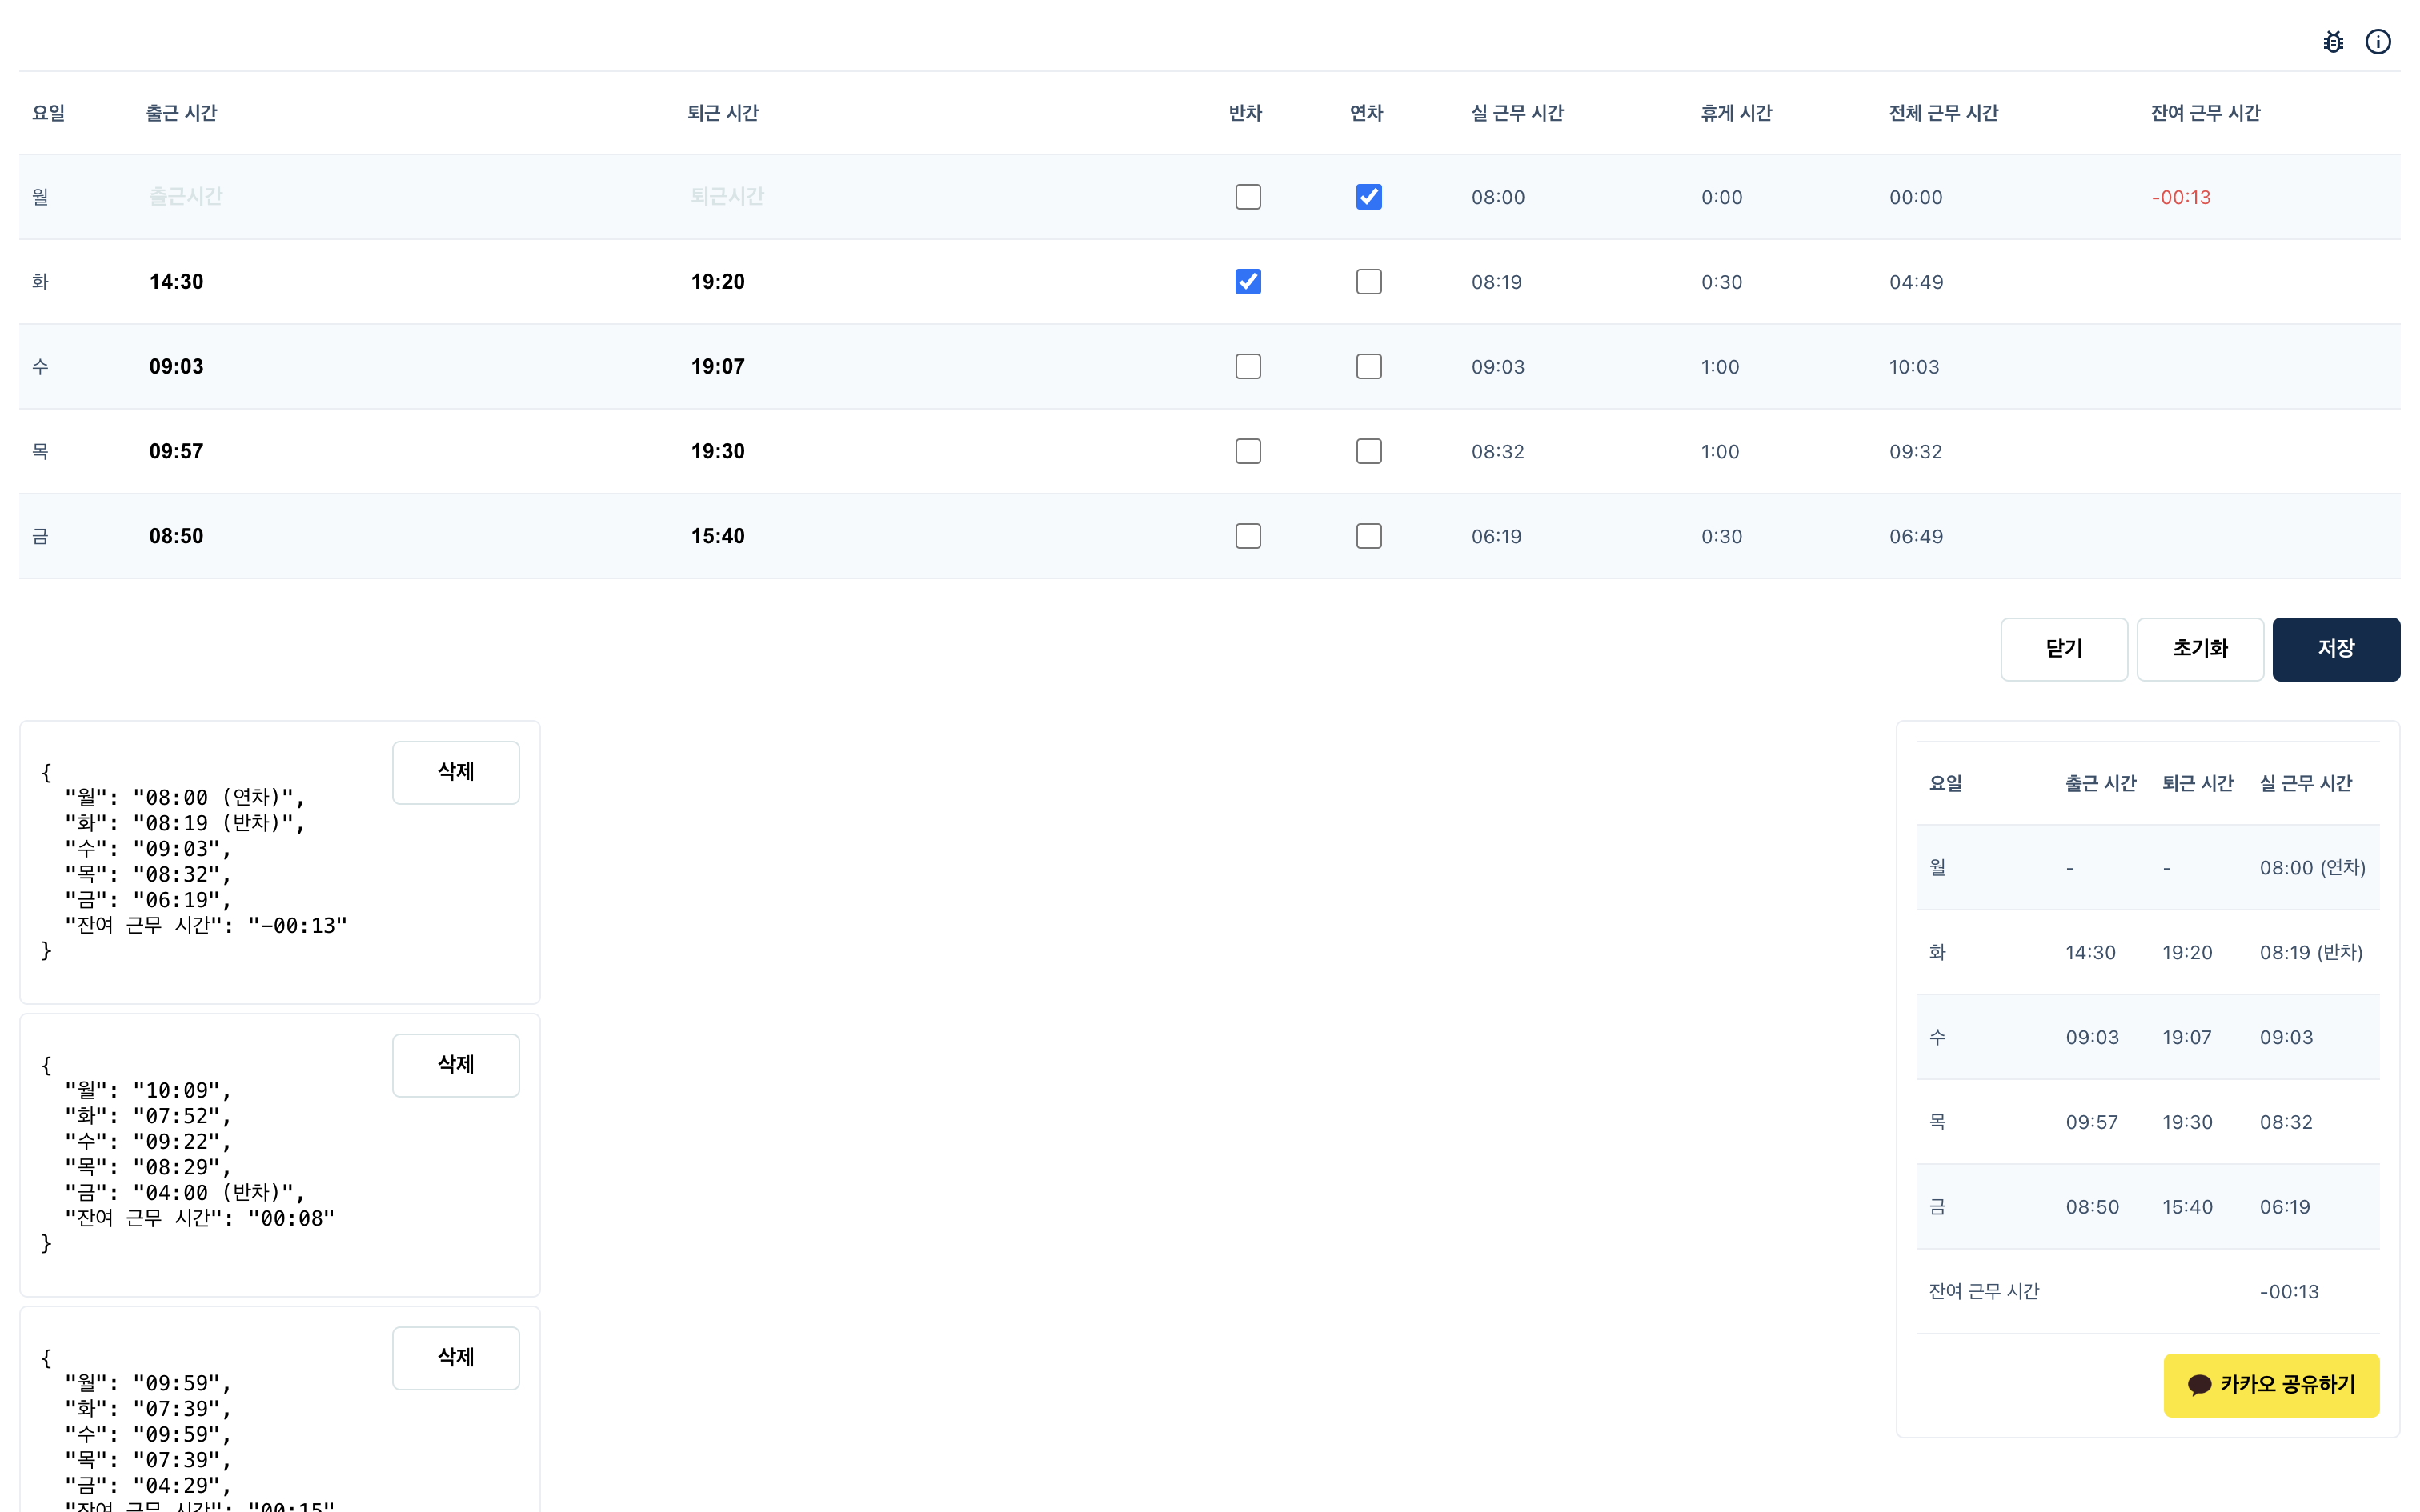 요일 출근 시간 퇴근 시간 반차 연차 실 근무 시간 휴게 시간 전체 근무 시간 잔여 근무 시간
월 출근시간 퇴근시간 08:00 0:00 00:00 -00:13
화 14:30 19:20 08:19 0:30 04:49
수 09:03 19:07 09:03 1:00 10:03
목 09:57 19:30 08:32 1:00 09:32
금 08:50 15:40 06:19 0:30 06:49
닫기 초기화 저장
삭제
{
"월": "08:00 (연차)",
"화": "08:19 (반차)",
"수": "09:03",
"목": "08:32",
"금": "06:19",
"잔여 근무 시간": "-00:13"
}
삭제
{
"월": "10:09",
"화": "07:52",
"수": "09:22",
"목": "08:29",
"금": "04:00 (반차)",
"잔여 근무 시간": "00:08"
}
삭제
{
"월": "09:59",
"화": "07:39",
"수": "09:59",
"목": "07:39",
"금": "04:29",
"잔여 근무 시간": "00:15"
요일 출근 시간 퇴근 시간 실 근무 시간
월 - - 08:00 (연차)
화 14:30 19:20 08:19 (반차)
수 09:03 19:07 09:03
목 09:57 19:30 08:32
금 08:50 15:40 06:19
잔여 근무 시간 -00:13
카카오 공유하기